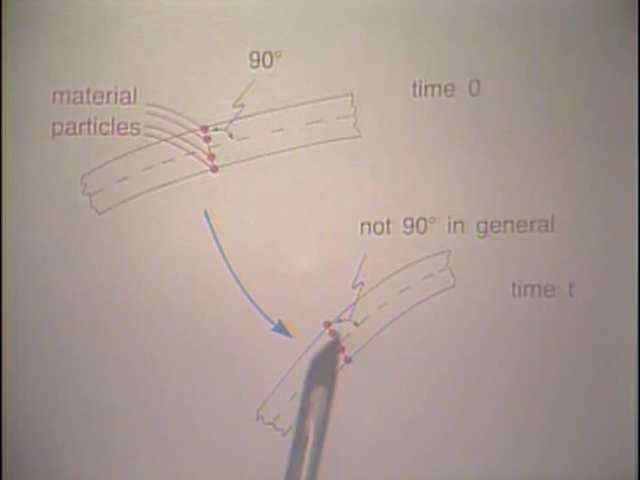 90°
time 0
material
particles
not 90° in general
time t